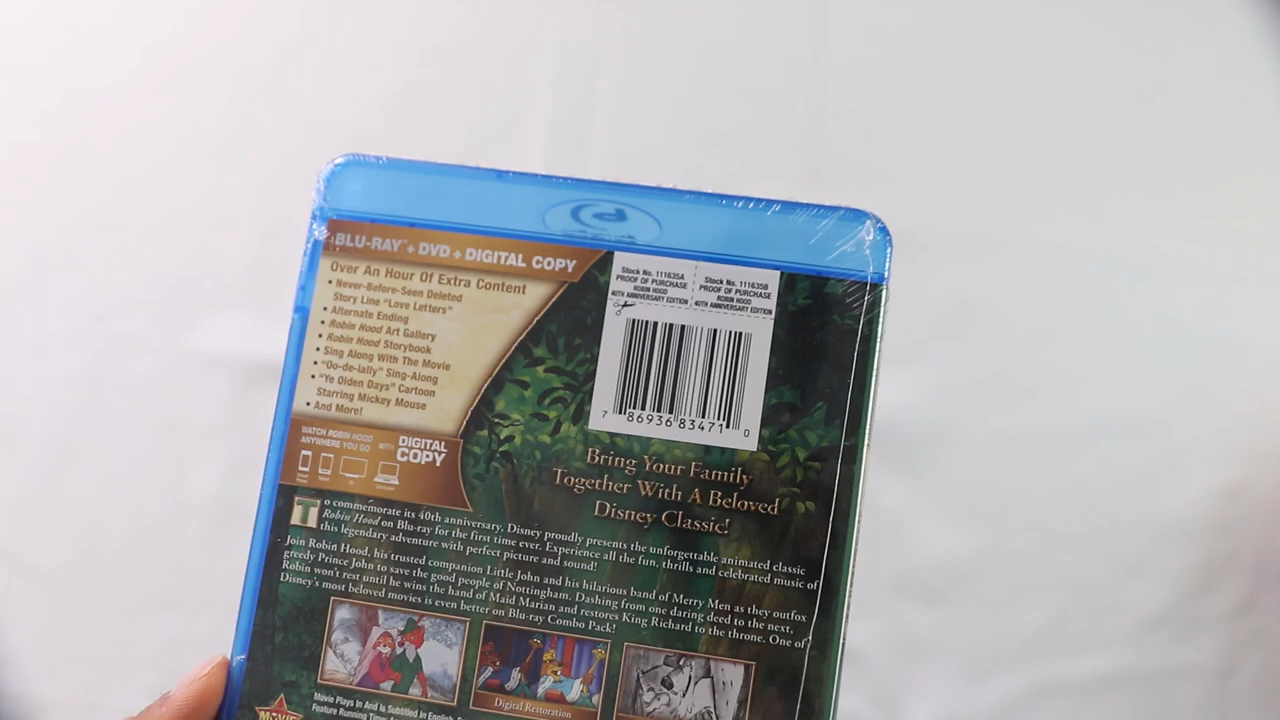 BLU-RAY™ + DVD + DIGITAL COPY
Over An Hour Of Extra Content
• Never-Before-Seen Deleted
Story Line "Love Letters"
• Alternate Ending
• Robin Hood Art Gallery
• Robin Hood Storybook
• Sing Along With The Movie
• "Oo-de-lally" Sing-Along
• "Ye Olden Days" Cartoon
Starring Mickey Mouse
• And More!
WATCH ROBIN HOOD
ANYWHERE YOU GO
WITH
DIGITAL
COPY
Stock No. 111635A
PROOF OF PURCHASE
ROBIN HOOD
40TH ANNIVERSARY EDITION
Stock No. 111635B
PROOF OF PURCHASE
ROBIN HOOD
40TH ANNIVERSARY EDITION
7 86936 83471 0
Bring Your Family
Together With A Beloved
Disney Classic!
To commemorate its 40th anniversary, Disney proudly presents the unforgettable animated classic
Robin Hood on Blu-ray for the first time ever. Experience all the fun, thrills and celebrated music of
this legendary adventure with perfect picture and sound!
Join Robin Hood, his trusted companion Little John and his hilarious band of Merry Men as they outfox
greedy Prince John to save the good people of Nottingham. Dashing from one daring deed to the next,
Robin won't rest until he wins the hand of Maid Marian and restores King Richard to the throne. One of
Disney's most beloved movies is even better on Blu-ray Combo Pack!
Digital Restoration
Movie Plays In And Is Subtitled In English,
Feature Running
MOVIE